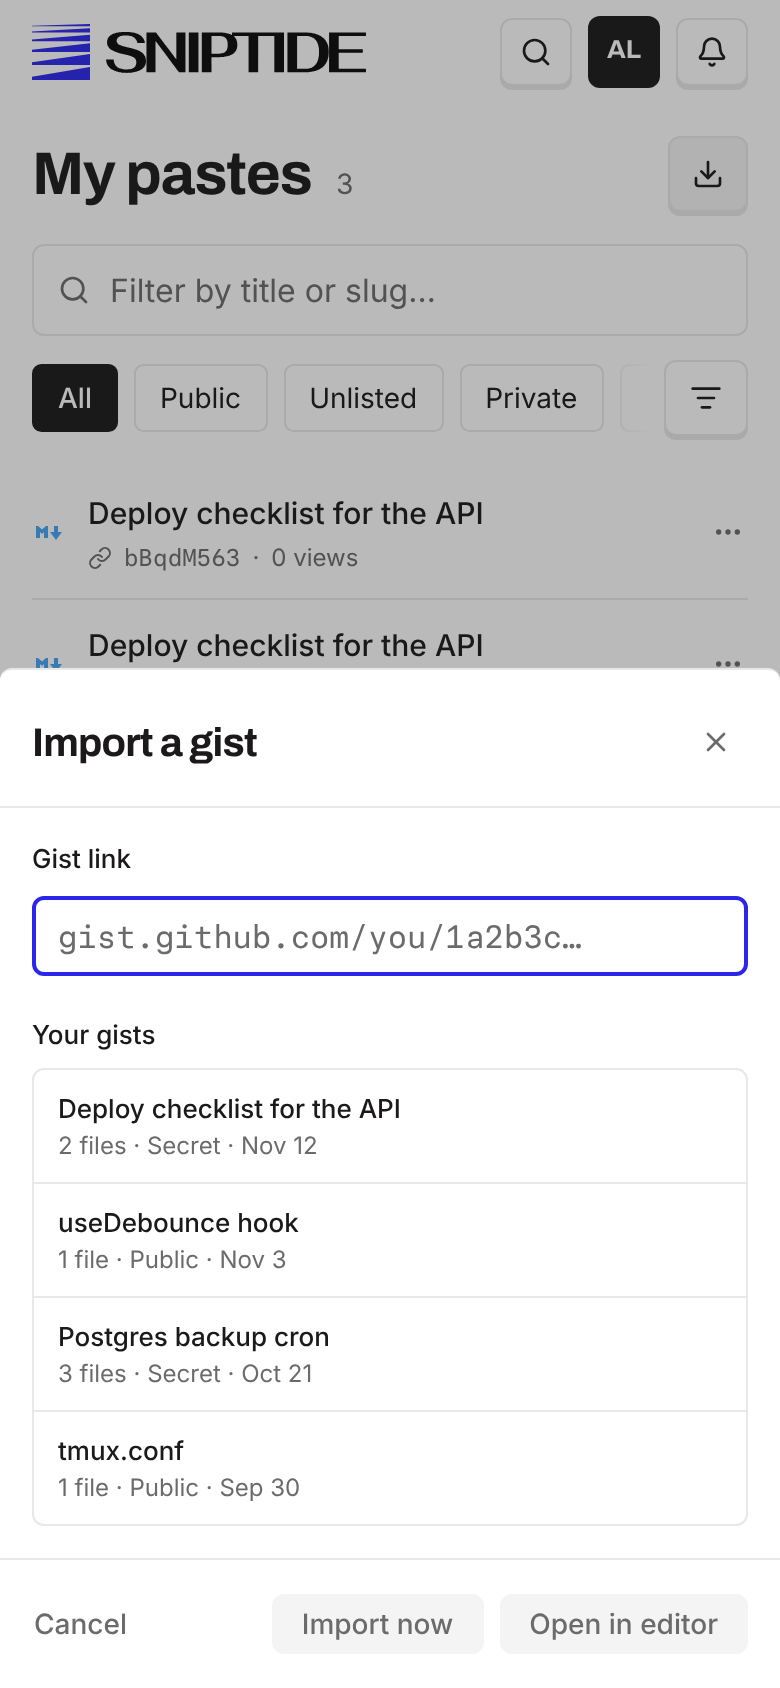 SNIPTIDE
AL
My pastes 3
Filter by title or slug...
All Public Unlisted Private
M↓ Deploy checklist for the API
bBqdM563 · 0 views
M↓ Deploy checklist for the API
Import a gist
Gist link
gist.github.com/you/1a2b3c…
Your gists
Deploy checklist for the API
2 files · Secret · Nov 12
useDebounce hook
1 file · Public · Nov 3
Postgres backup cron
3 files · Secret · Oct 21
tmux.conf
1 file · Public · Sep 30
Cancel Import now Open in editor